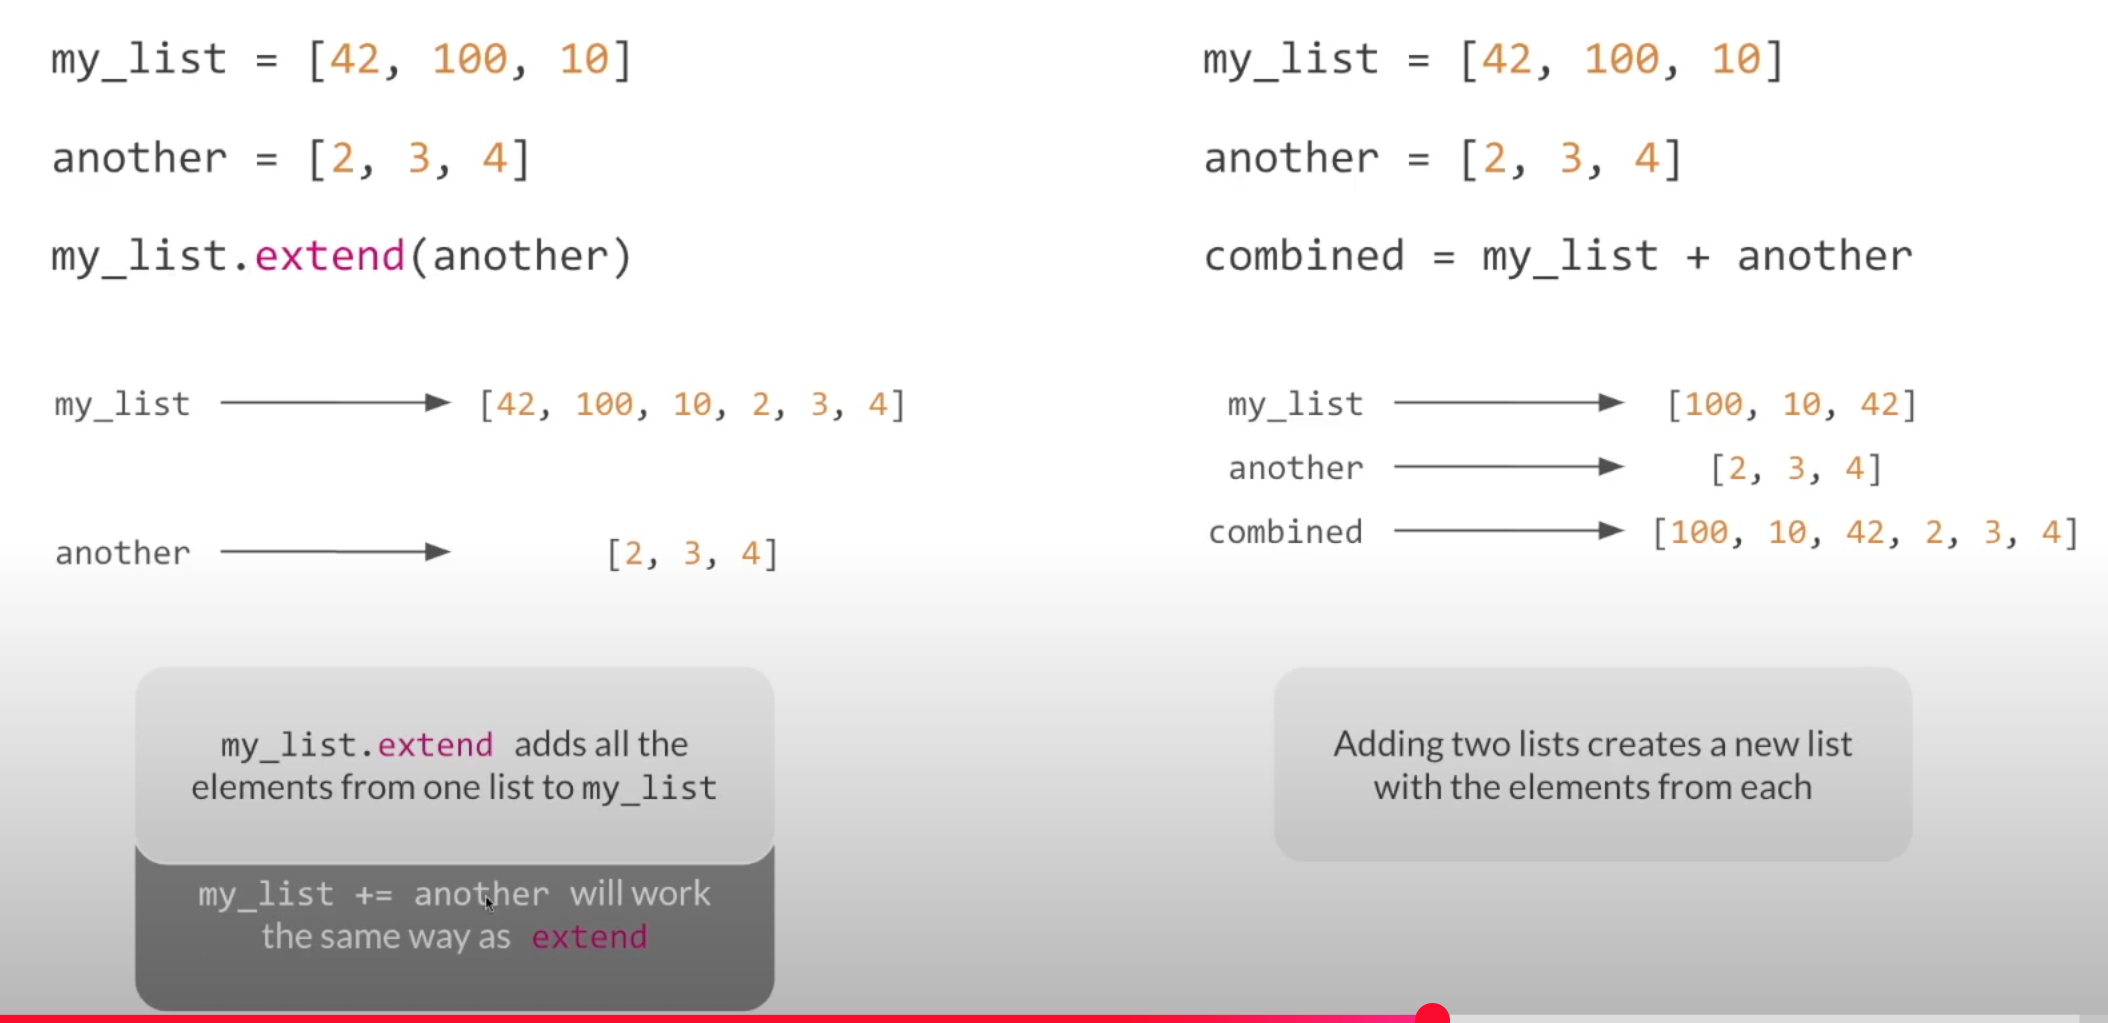 my_list = [42, 100, 10]
another = [2, 3, 4]
my_list.extend(another)
my_list [42, 100, 10, 2, 3, 4]
another [2, 3, 4]
my_list.extend adds all the
elements from one list to my_list
my_list += another will work
the same way as extend
my_list = [42, 100, 10]
another = [2, 3, 4]
combined = my_list + another
my_list [100, 10, 42]
another [2, 3, 4]
combined [100, 10, 42, 2, 3, 4]
Adding two lists creates a new list
with the elements from each